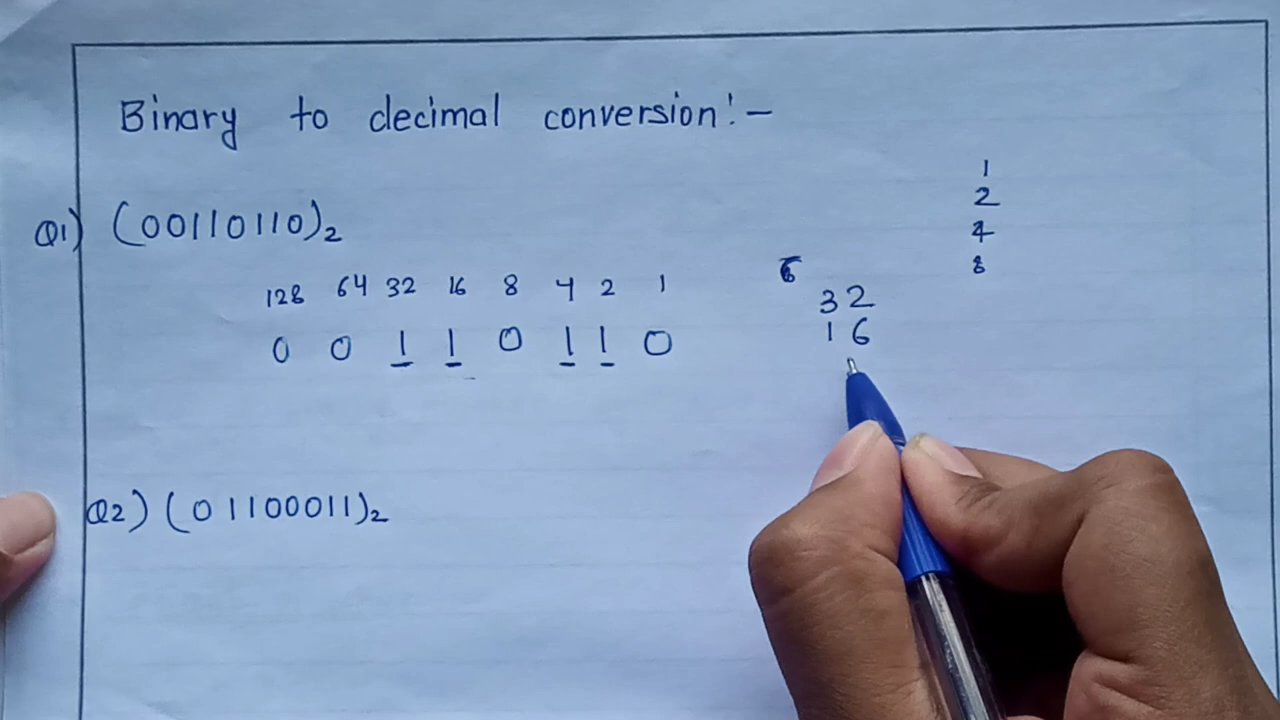 Binary to decimal conversion:-
1
2
4
8
Q1) (00110110)2
128 64 32 16 8 4 2 1
0 0 1 1 0 1 1 0
6
32
16
Q2) (01100011)2